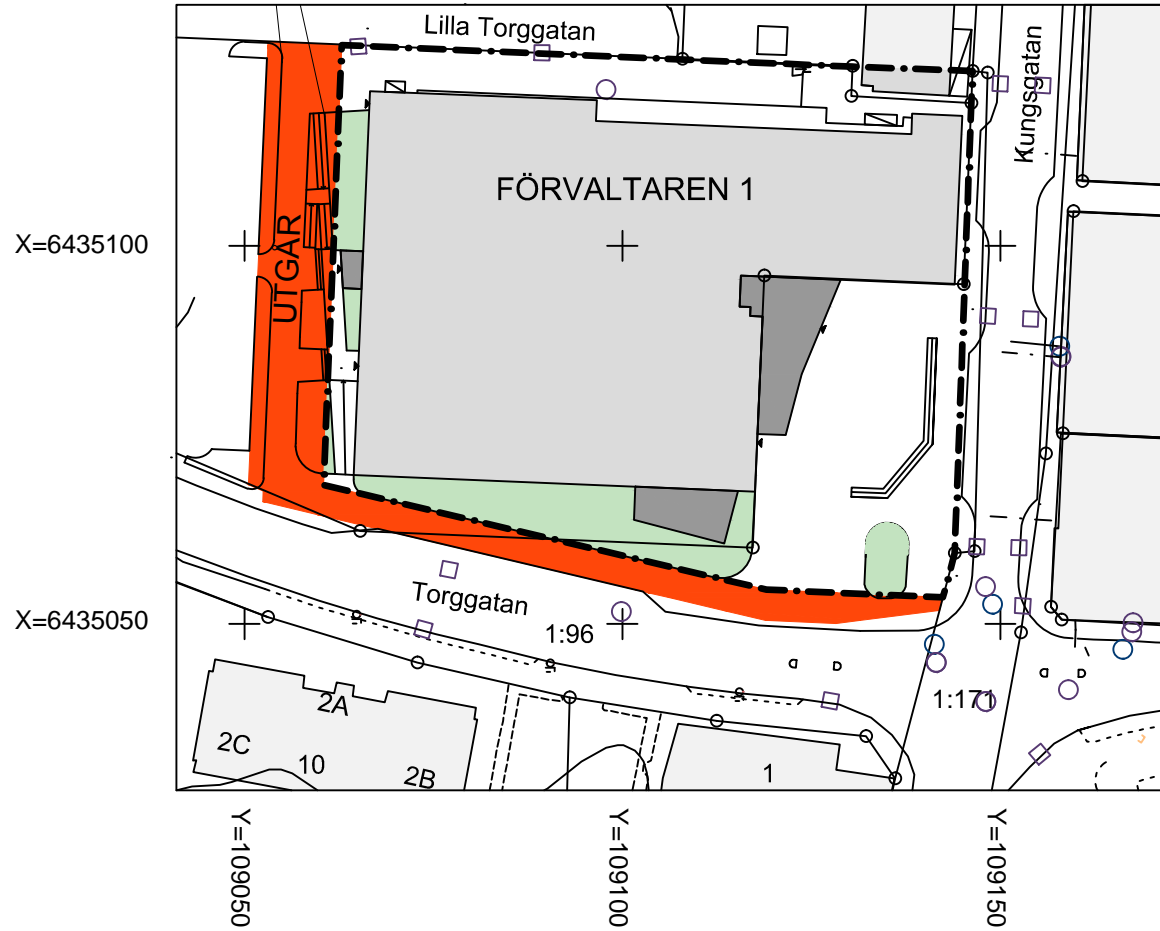 Lilla Torggatan
Kungsgatan
FÖRVALTAREN 1
X=6435100
UTGÅR
Torggatan
X=6435050
1:96
1:171
2A
2C
10
2B
1
Y=109050
Y=109100
Y=109150